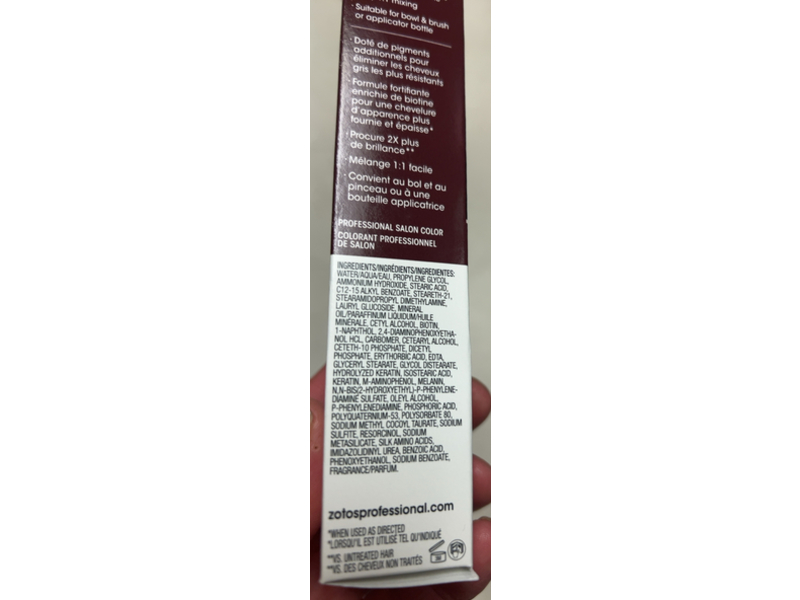 mixing
· Suitable for bowl & brush
or applicator bottle
· Doté de pigments
additionnels pour
éliminer les cheveux
gris les plus résistants
· Formule fortifiante
enrichie de biotine
pour une chevelure
d'apparence plus
fournie et épaisse*
· Procure 2X plus
de brillance**
· Mélange 1:1 facile
· Convient au bol et au
pinceau ou à une
bouteille applicatrice
PROFESSIONAL SALON COLOR
COLORANT PROFESSIONNEL
DE SALON
INGREDIENTS/INGRÉDIENTS/INGREDIENTES:
WATER/AQUA/EAU, PROPYLENE GLYCOL,
AMMONIUM HYDROXIDE, STEARIC ACID,
C12-15 ALKYL BENZOATE, STEARETH-21,
STEARAMIDOPROPYL DIMETHYLAMINE,
LAURYL GLUCOSIDE, MINERAL
OIL/PARAFFINUM LIQUIDUM/HUILE
MINÉRALE, CETYL ALCOHOL, BIOTIN,
1-NAPHTHOL, 2,4-DIAMINOPHENOXYETHA-
NOL HCL, CARBOMER, CETEARYL ALCOHOL,
CETETH-10 PHOSPHATE, DICETYL
PHOSPHATE, ERYTHORBIC ACID, EDTA,
GLYCERYL STEARATE, GLYCOL DISTEARATE,
HYDROLYZED KERATIN, ISOSTEARIC ACID,
KERATIN, M-AMINOPHENOL, MELANIN,
N,N-BIS(2-HYDROXYETHYL)-P-PHENYLENE-
DIAMINE SULFATE, OLEYL ALCOHOL,
P-PHENYLENEDIAMINE, PHOSPHORIC ACID,
POLYQUATERNIUM-53, POLYSORBATE 80,
SODIUM METHYL COCOYL TAURATE, SODIUM
SULFITE, RESORCINOL, SODIUM
METASILICATE, SILK AMINO ACIDS,
IMIDAZOLIDINYL UREA, BENZOIC ACID,
PHENOXYETHANOL, SODIUM BENZOATE,
FRAGRANCE/PARFUM.
zotosprofessional.com
*WHEN USED AS DIRECTED
*LORSQU'IL EST UTILISÉ TEL QU'INDIQUÉ
**VS. UNTREATED HAIR
**VS. DES CHEVEUX NON TRAITÉS